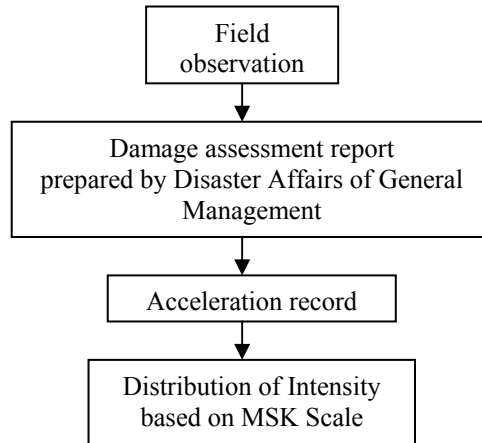 Field
observation
Damage assessment report
prepared by Disaster Affairs of General
Management
Acceleration record
Distribution of Intensity
based on MSK Scale